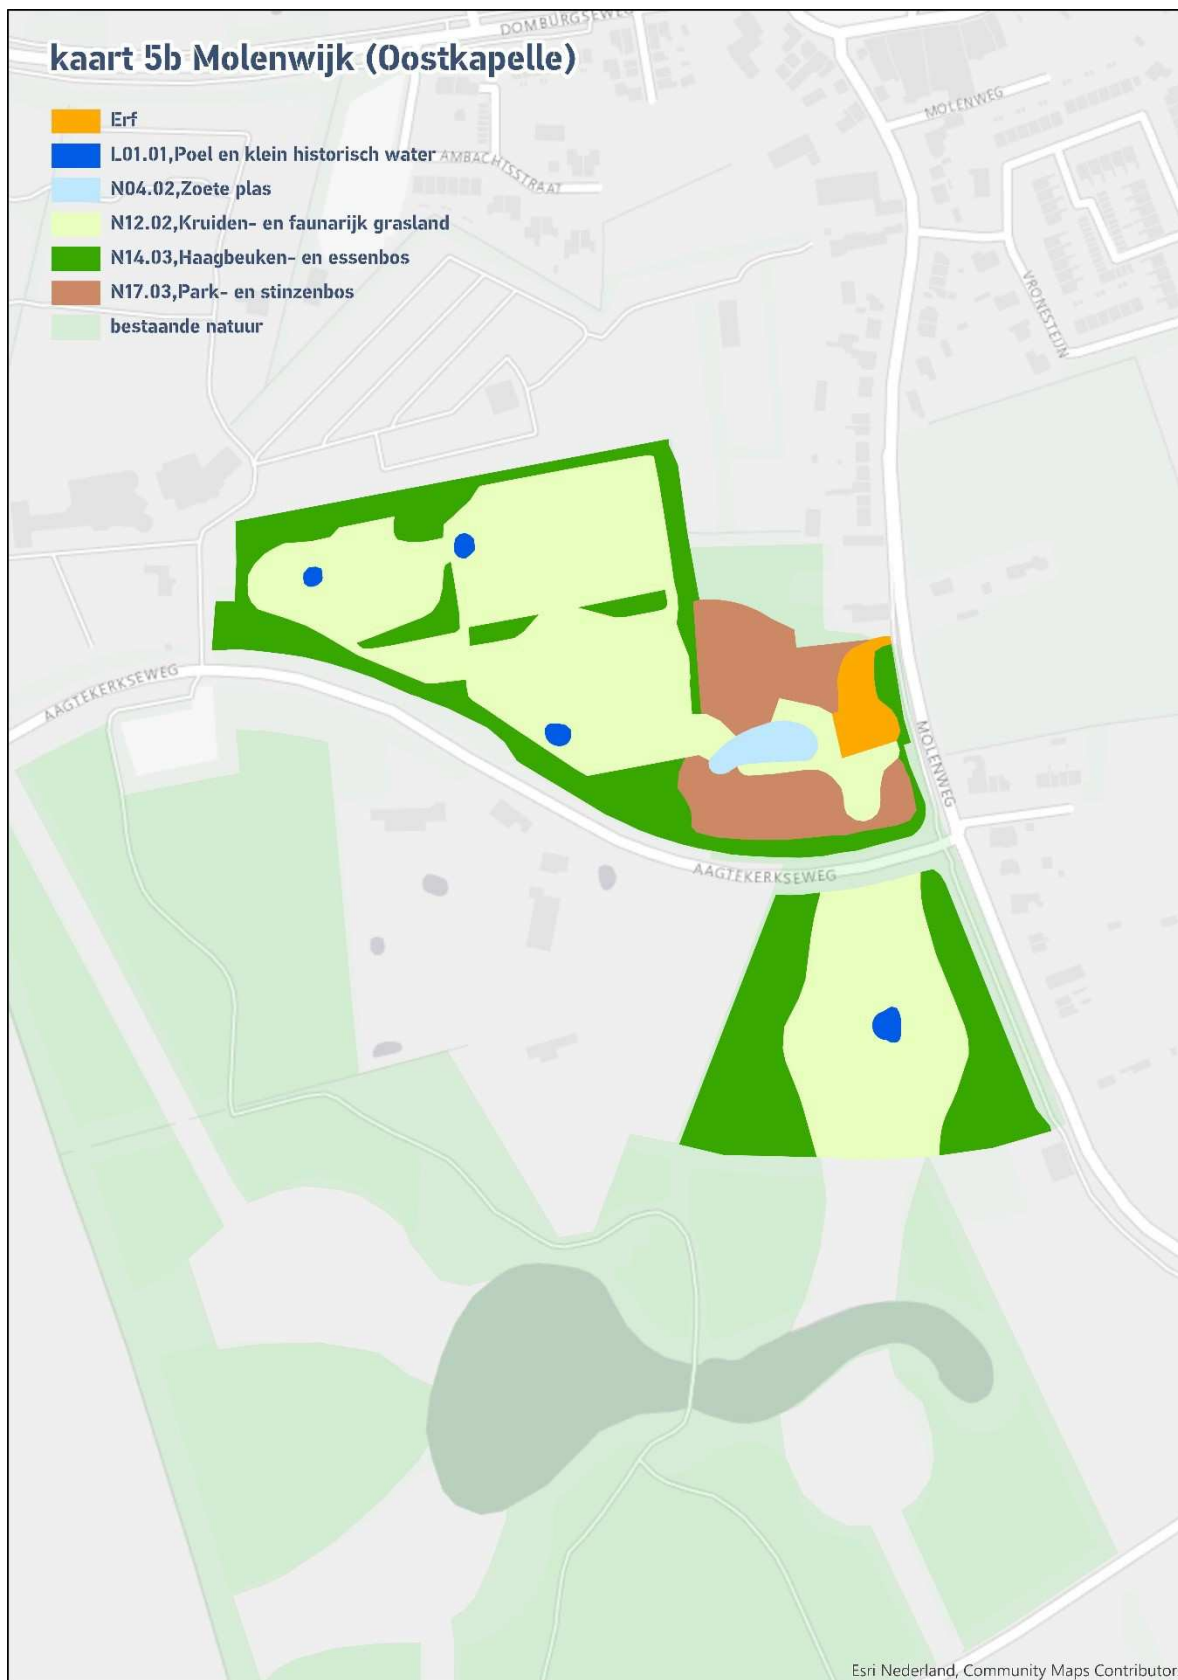 DOMBURGSEWEG
kaart 5b Molenwijk (Oostkapelle)
MOLENWEG
Erf
L01.01,Poel en klein historisch water
AMBACHTSSTRAAT
N04.02,Zoete plas
N12.02,Kruiden- en faunarijk grasland
N14.03,Haagbeuken- en essenbos
N17.03,Park- en stinzenbos
bestaande natuur
VRONESTEIJN
AAGTEKERKSEWEG
MOLENWEG
AAGTEKERKSEWEG
Esri Nederland, Community Maps Contributor